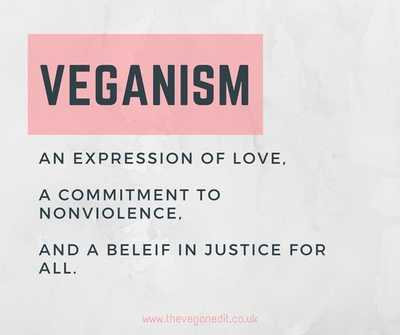 VEGANISM
AN EXPRESSION OF LOVE,
A COMMITMENT TO
NONVIOLENCE,
AND A BELEIF IN JUSTICE FOR
ALL.
www.theveganedit.co.uk